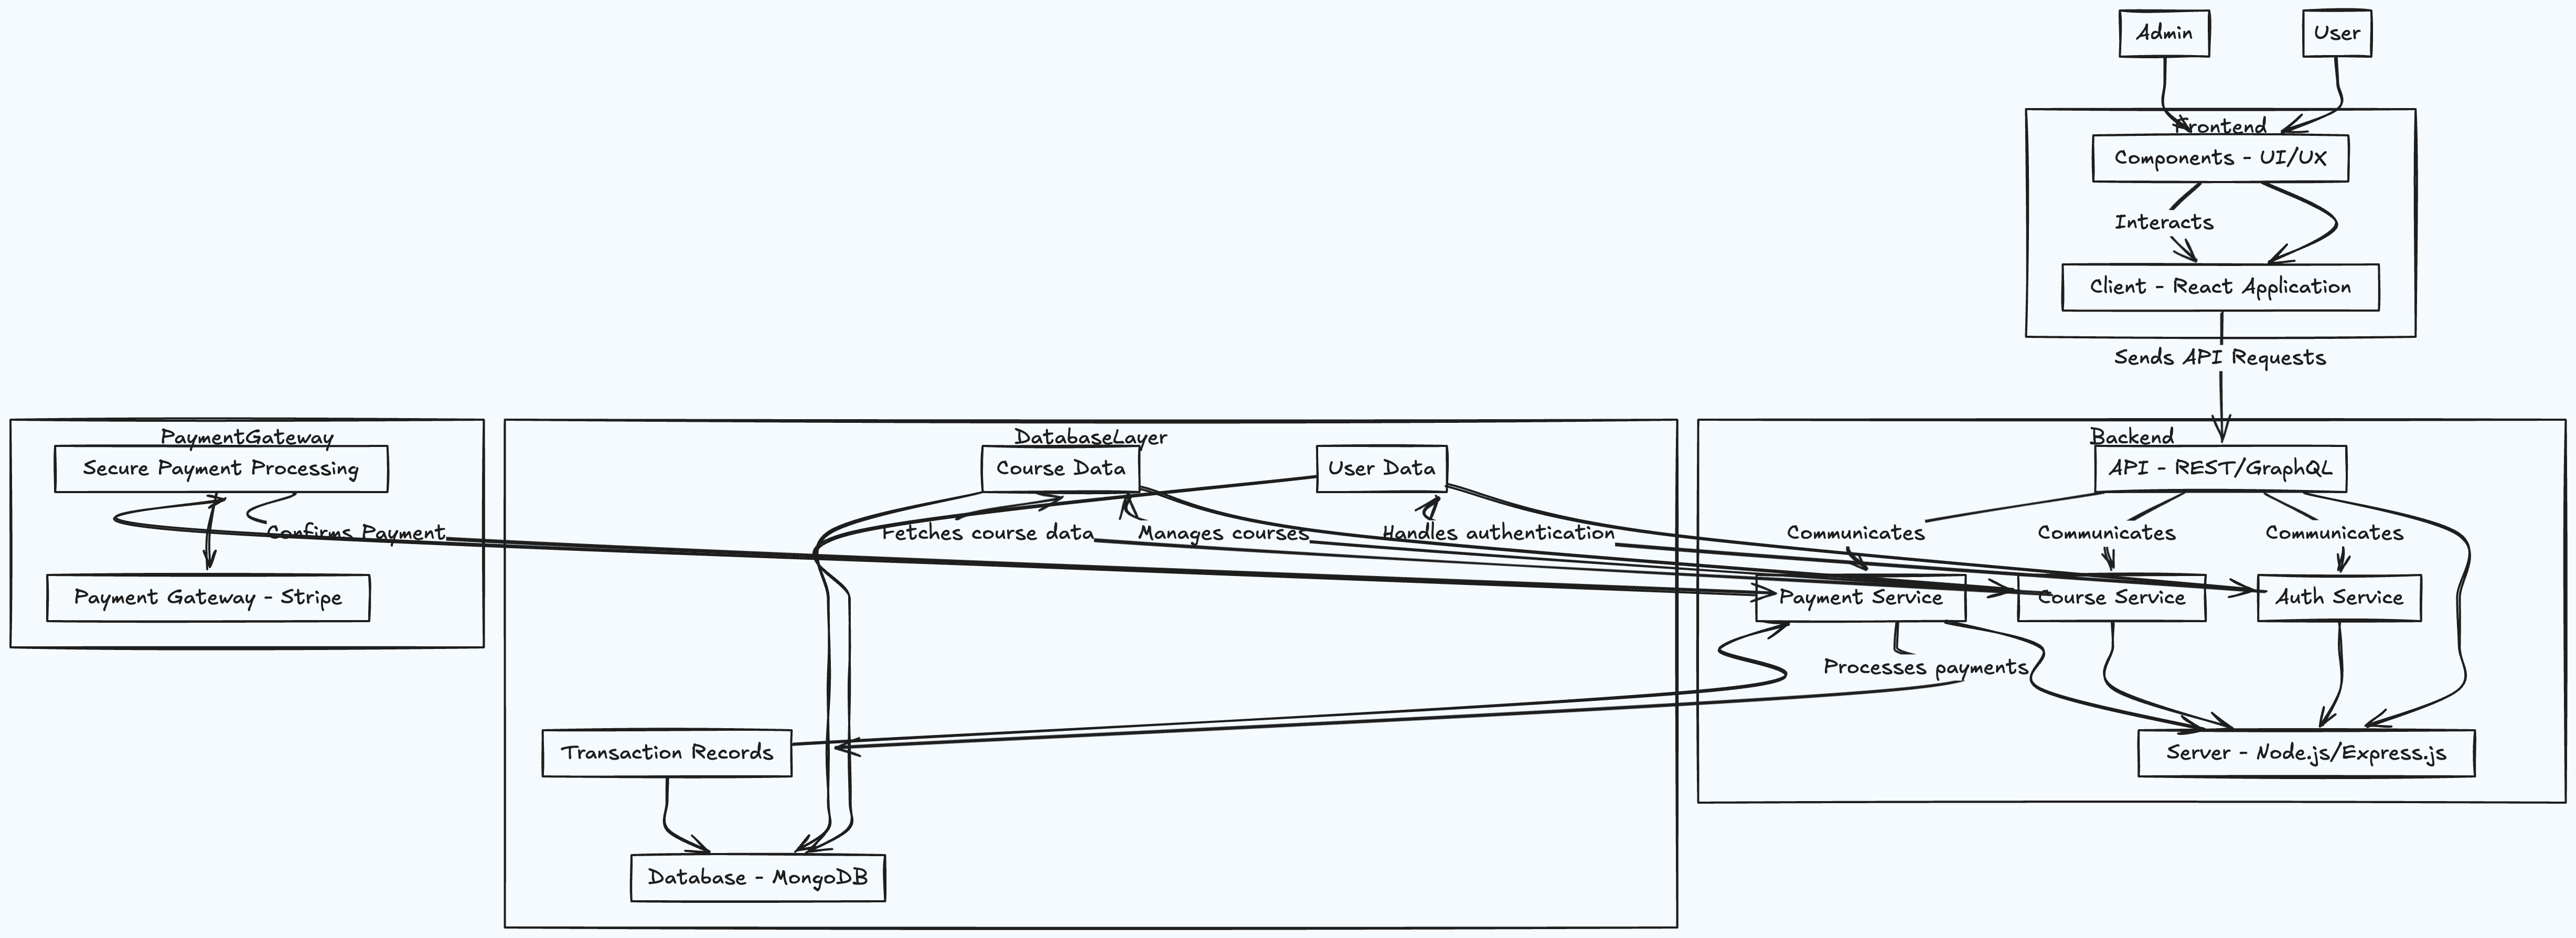 Admin
User
Frontend
Components - UI/UX
Interacts
Client - React Application
Sends API Requests
PaymentGateway
Secure Payment Processing
Confirms Payment
Payment Gateway - Stripe
DatabaseLayer
Course Data
User Data
Fetches course data
Manages courses
Handles authentication
Transaction Records
Database - MongoDB
Backend
API - REST/GraphQL
Communicates
Communicates
Communicates
Payment Service
Course Service
Auth Service
Processes payments
Server - Node.js/Express.js